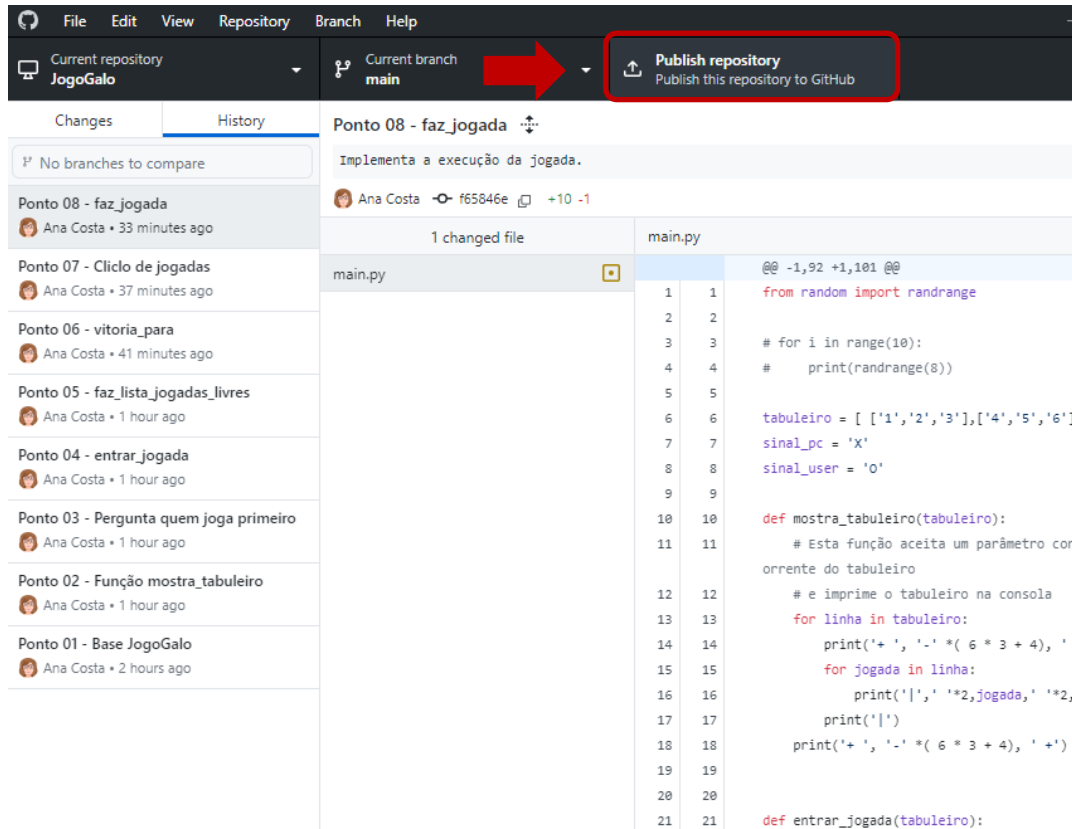 File Edit View Repository Branch Help
Current repository
JogoGalo
Current branch
main
Publish repository
Publish this repository to GitHub
Changes History
No branches to compare
Ponto 08 - faz_jogada
Ana Costa • 33 minutes ago
Ponto 07 - Cliclo de jogadas
Ana Costa • 37 minutes ago
Ponto 06 - vitoria_para
Ana Costa • 41 minutes ago
Ponto 05 - faz_lista_jogadas_livres
Ana Costa • 1 hour ago
Ponto 04 - entrar_jogada
Ana Costa • 1 hour ago
Ponto 03 - Pergunta quem joga primeiro
Ana Costa • 1 hour ago
Ponto 02 - Função mostra_tabuleiro
Ana Costa • 1 hour ago
Ponto 01 - Base JogoGalo
Ana Costa • 2 hours ago
Ponto 08 - faz_jogada
Implementa a execução da jogada.
Ana Costa f65846e +10 -1
1 changed file
main.py
main.py
@@ -1,92 +1,101 @@
1 1 from random import randrange
2 2
3 3 # for i in range(10):
4 4 #     print(randrange(8))
5 5
6 6 tabuleiro = [ ['1','2','3'],['4','5','6']
7 7 sinal_pc = 'X'
8 8 sinal_user = 'O'
9 9
10 10 def mostra_tabuleiro(tabuleiro):
11 11     # Esta função aceita um parâmetro con
orrente do tabuleiro
12 12     # e imprime o tabuleiro na consola
13 13     for linha in tabuleiro:
14 14         print('+ ', '-' *( 6 * 3 + 4), '
15 15         for jogada in linha:
16 16             print('|',' '*2,jogada,' '*2,
17 17         print('|')
18 18     print('+ ', '-' *( 6 * 3 + 4), ' +')
19 19
20 20
21 21 def entrar_jogada(tabuleiro):